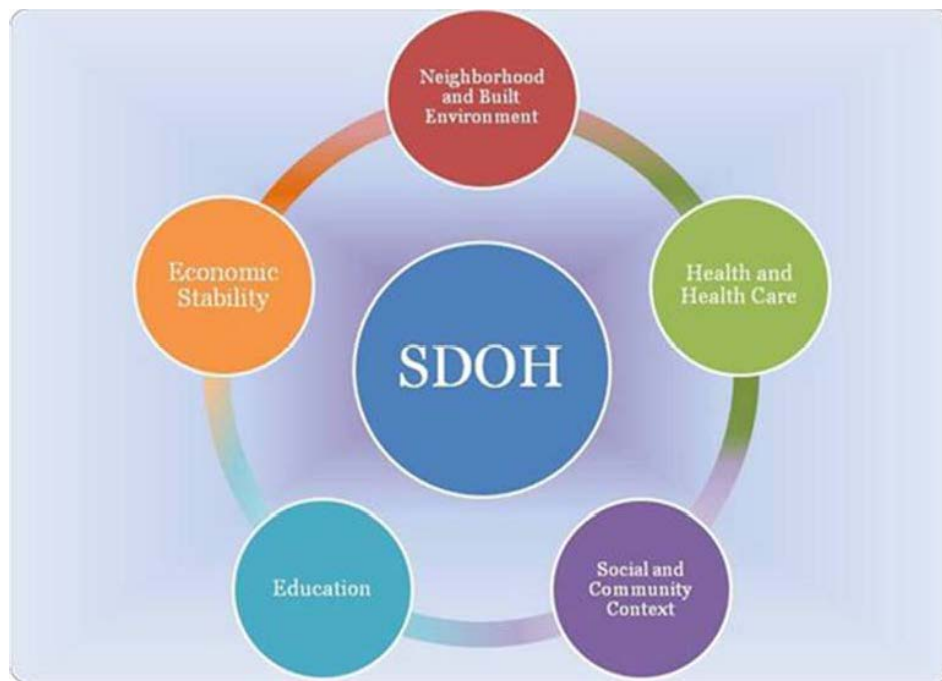 Neighborhood
and Built
Environment
Economic
Stability
Health and
Health Care
SDOH
Education
Social and
Community
Context